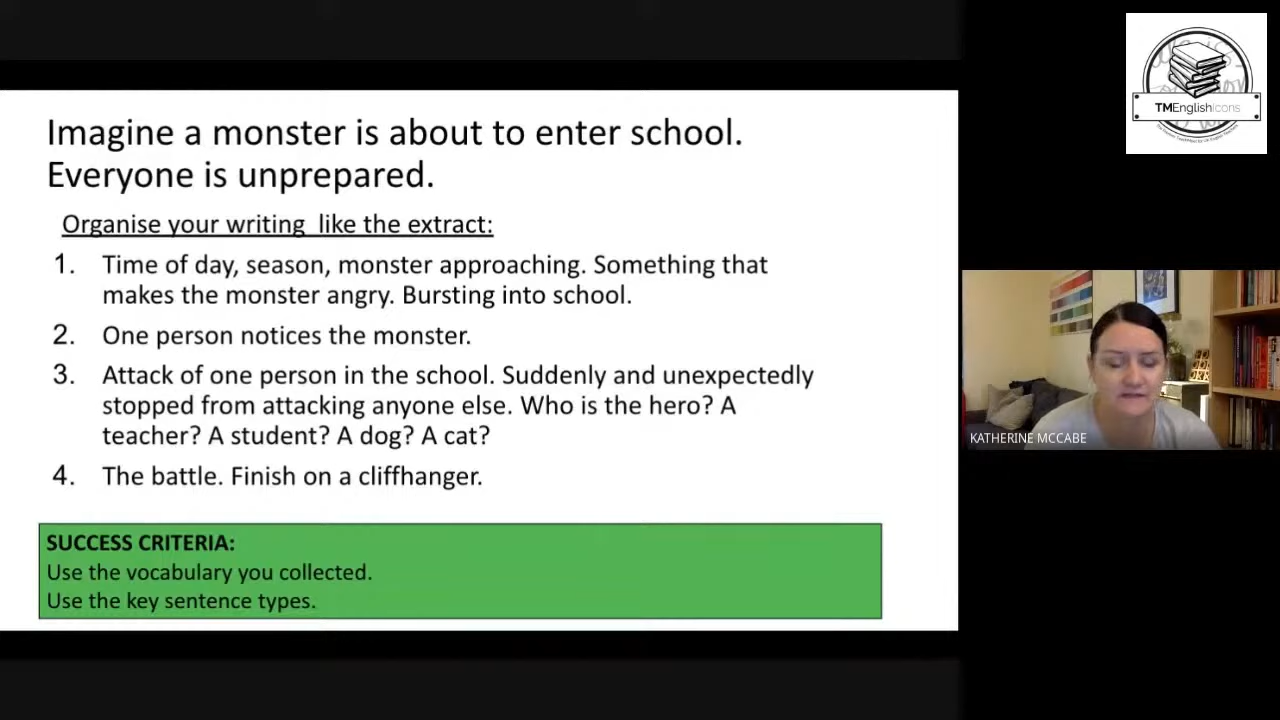 Imagine a monster is about to enter school.
Everyone is unprepared.
Organise your writing like the extract:
1. Time of day, season, monster approaching. Something that
makes the monster angry. Bursting into school.
2. One person notices the monster.
3. Attack of one person in the school. Suddenly and unexpectedly
stopped from attacking anyone else. Who is the hero? A
teacher? A student? A dog? A cat?
4. The battle. Finish on a cliffhanger.
SUCCESS CRITERIA:
Use the vocabulary you collected.
Use the key sentence types.
TMEnglishicons
KATHERINE MCCABE